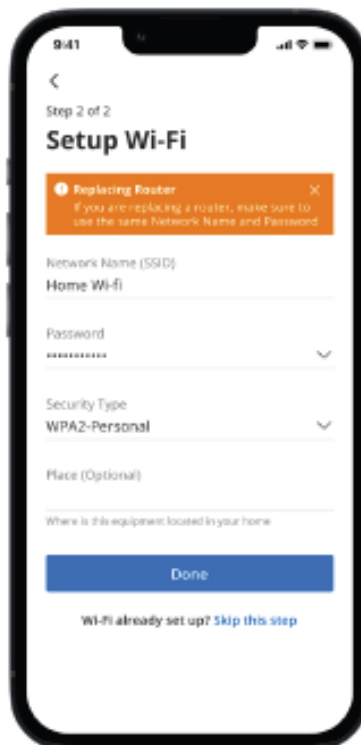 9:41
Step 2 of 2
Setup Wi-Fi
Replacing Router
If you are replacing a router, make sure to
use the same Network Name and Password
Network Name (SSID)
Home Wi-fi
Password
•••••••••••
Security Type
WPA2-Personal
Place (Optional)
Where is this equipment located in your home
Done
Wi-Fi already set up? Skip this step